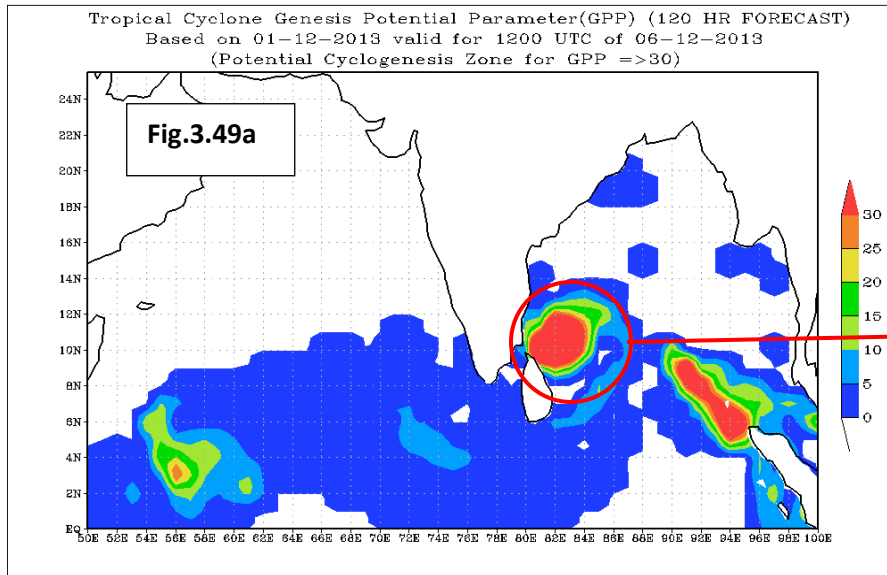 Tropical Cyclone Genesis Potential Parameter(GPP) (120 HR FORECAST)
Based on 01-12-2013 valid for 1200 UTC of 06-12-2013
(Potential Cyclogenesis Zone for GPP =>30)
Fig.3.49a
24N
22N
20N
18N
16N
14N
12N
10N
8N
6N
4N
2N
EQ
50E 52E 54E 56E 58E 60E 62E 64E 66E 68E 70E 72E 74E 76E 78E 80E 82E 84E 86E 88E 90E 92E 94E 96E 98E 100E
30
25
20
15
10
5
0